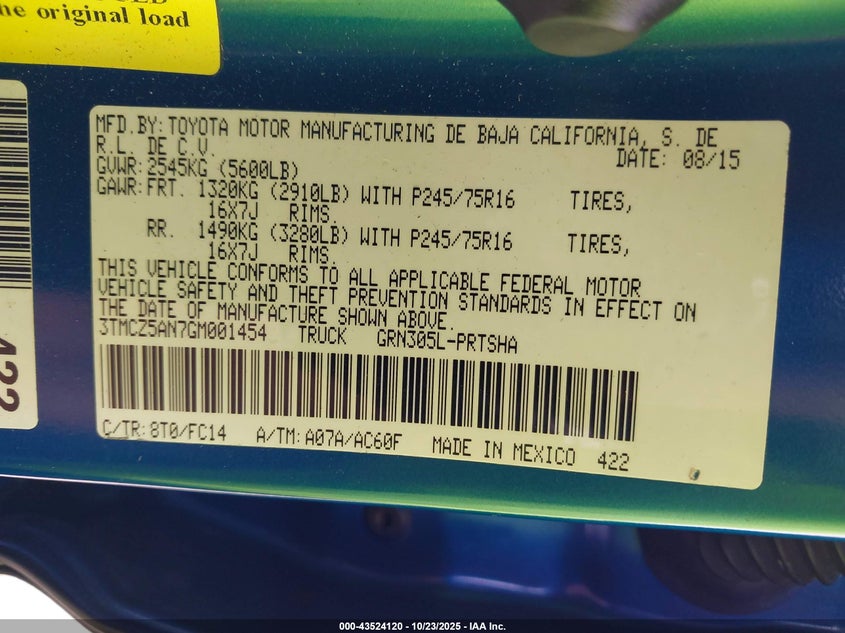 he original load
MFD.BY:TOYOTA MOTOR MANUFACTURING DE BAJA CALIFORNIA, S. DE
R.L. DE C.V. DATE: 08/15
GVWR:2545KG (5600LB)
GAWR:FRT. 1320KG (2910LB) WITH P245/75R16 TIRES,
16X7J RIMS.
RR. 1490KG (3280LB) WITH P245/75R16 TIRES,
16X7J RIMS.
THIS VEHICLE CONFORMS TO ALL APPLICABLE FEDERAL MOTOR
VEHICLE SAFETY AND THEFT PREVENTION STANDARDS IN EFFECT ON
THE DATE OF MANUFACTURE SHOWN ABOVE.
3TMCZ5AN7GM001454 TRUCK GRN305L-PRTSHA
C/TR:8T0/FC14 A/TM:A07A/AC60F MADE IN MEXICO 422
422
000-43524120 - 10/23/2025 - IAA Inc.